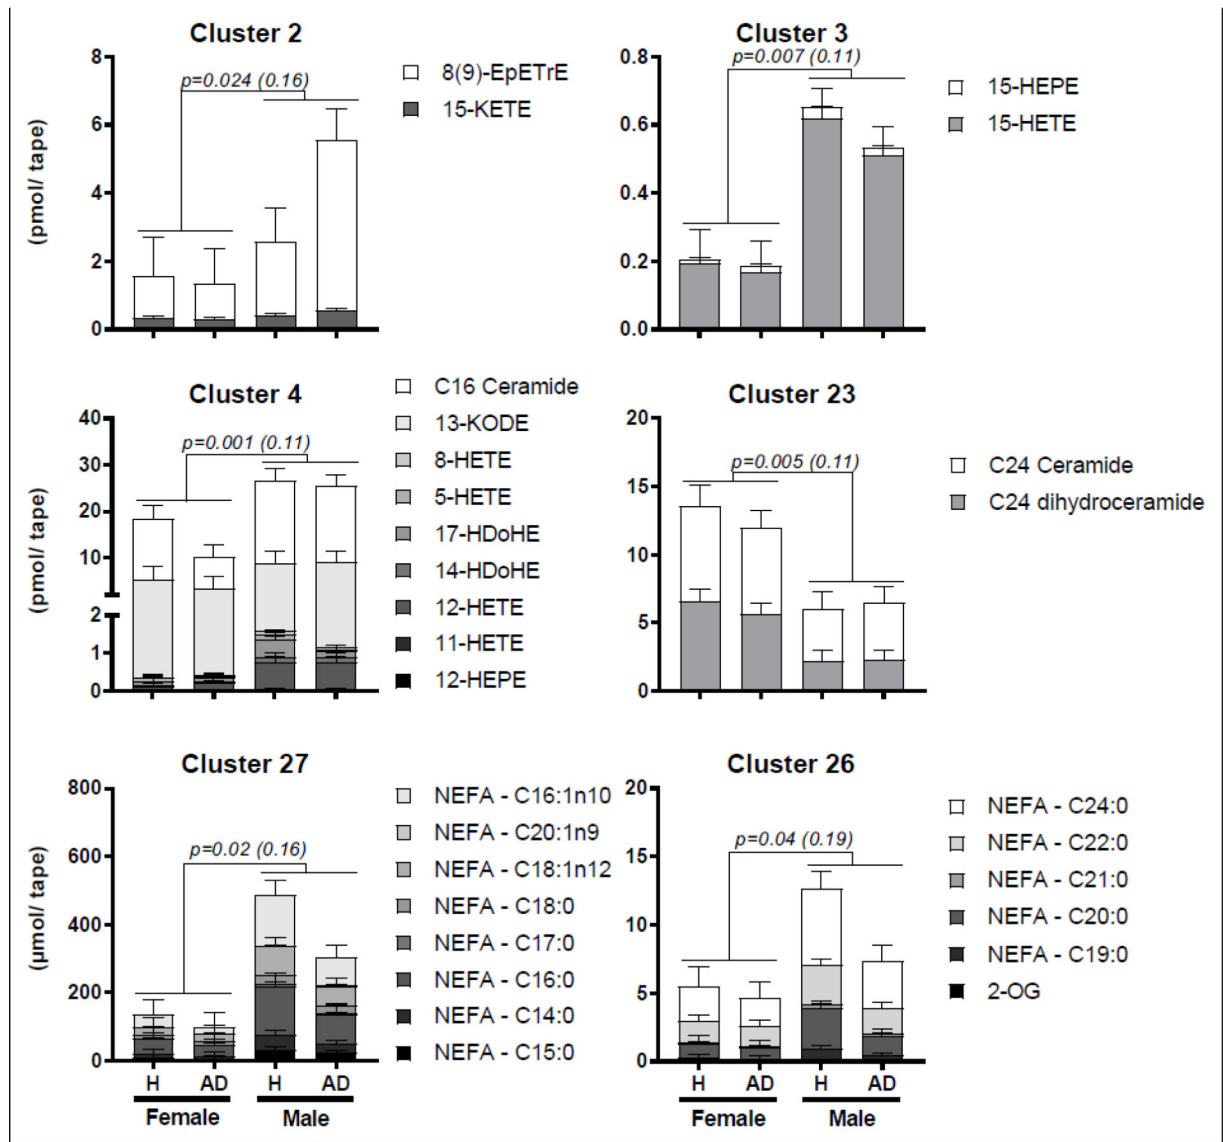 Cluster 2
8
6
4
2
0
(pmol/ tape)
p=0.024 (0.16)
8(9)-EpETrE
15-KETE
Cluster 3
0.8
0.6
0.4
0.2
0.0
p=0.007 (0.11)
15-HEPE
15-HETE
Cluster 4
40
30
20
10
2
1
0
(pmol/ tape)
p=0.001 (0.11)
C16 Ceramide
13-KODE
8-HETE
5-HETE
17-HDoHE
14-HDoHE
12-HETE
11-HETE
12-HEPE
Cluster 23
20
15
10
5
0
p=0.005 (0.11)
C24 Ceramide
C24 dihydroceramide
Cluster 27
800
600
400
200
0
(µmol/ tape)
p=0.02 (0.16)
H AD H AD
Female Male
NEFA - C16:1n10
NEFA - C20:1n9
NEFA - C18:1n12
NEFA - C18:0
NEFA - C17:0
NEFA - C16:0
NEFA - C14:0
NEFA - C15:0
Cluster 26
20
15
10
5
0
p=0.04 (0.19)
H AD H AD
Female Male
NEFA - C24:0
NEFA - C22:0
NEFA - C21:0
NEFA - C20:0
NEFA - C19:0
2-OG